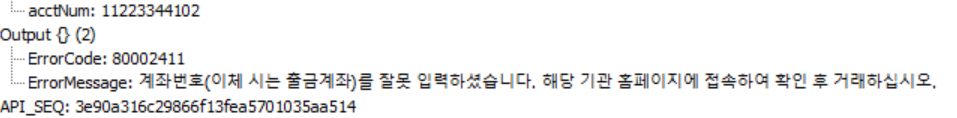 acctNum: 11223344102
Output {} (2)
ErrorCode: 80002411
ErrorMessage: 계좌번호(이체 시는 출금계좌)를 잘못 입력하셨습니다. 해당 기관 홈페이지에 접속하여 확인 후 거래하십시오.
API_SEQ: 3e90a316c29866f13fea5701035aa514